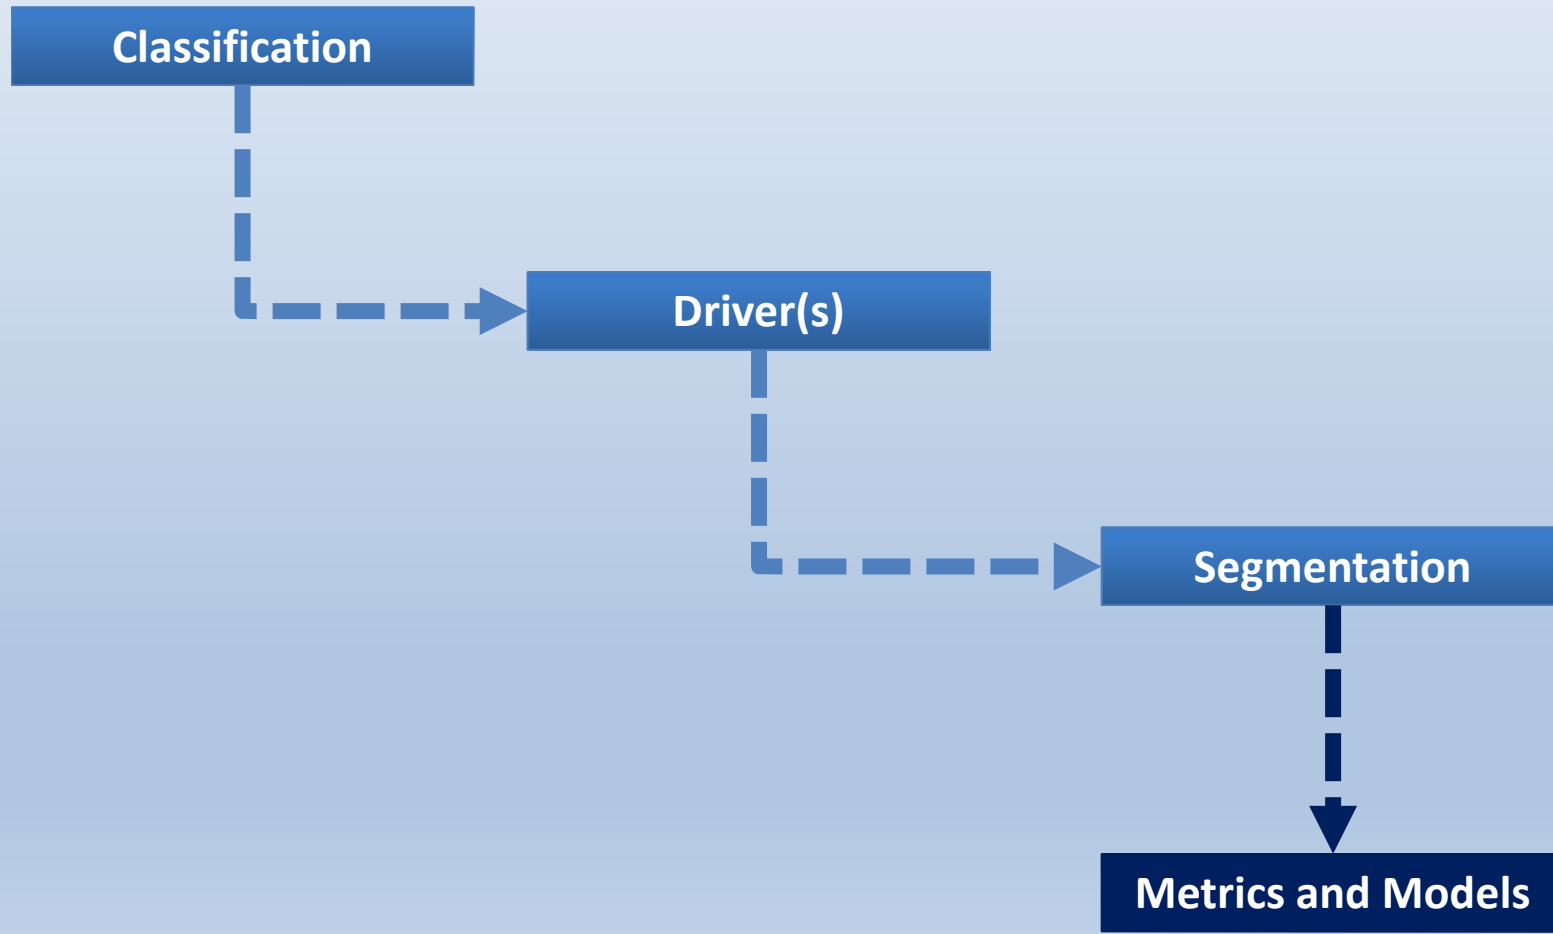 Classification
Driver(s)
Segmentation
Metrics and Models